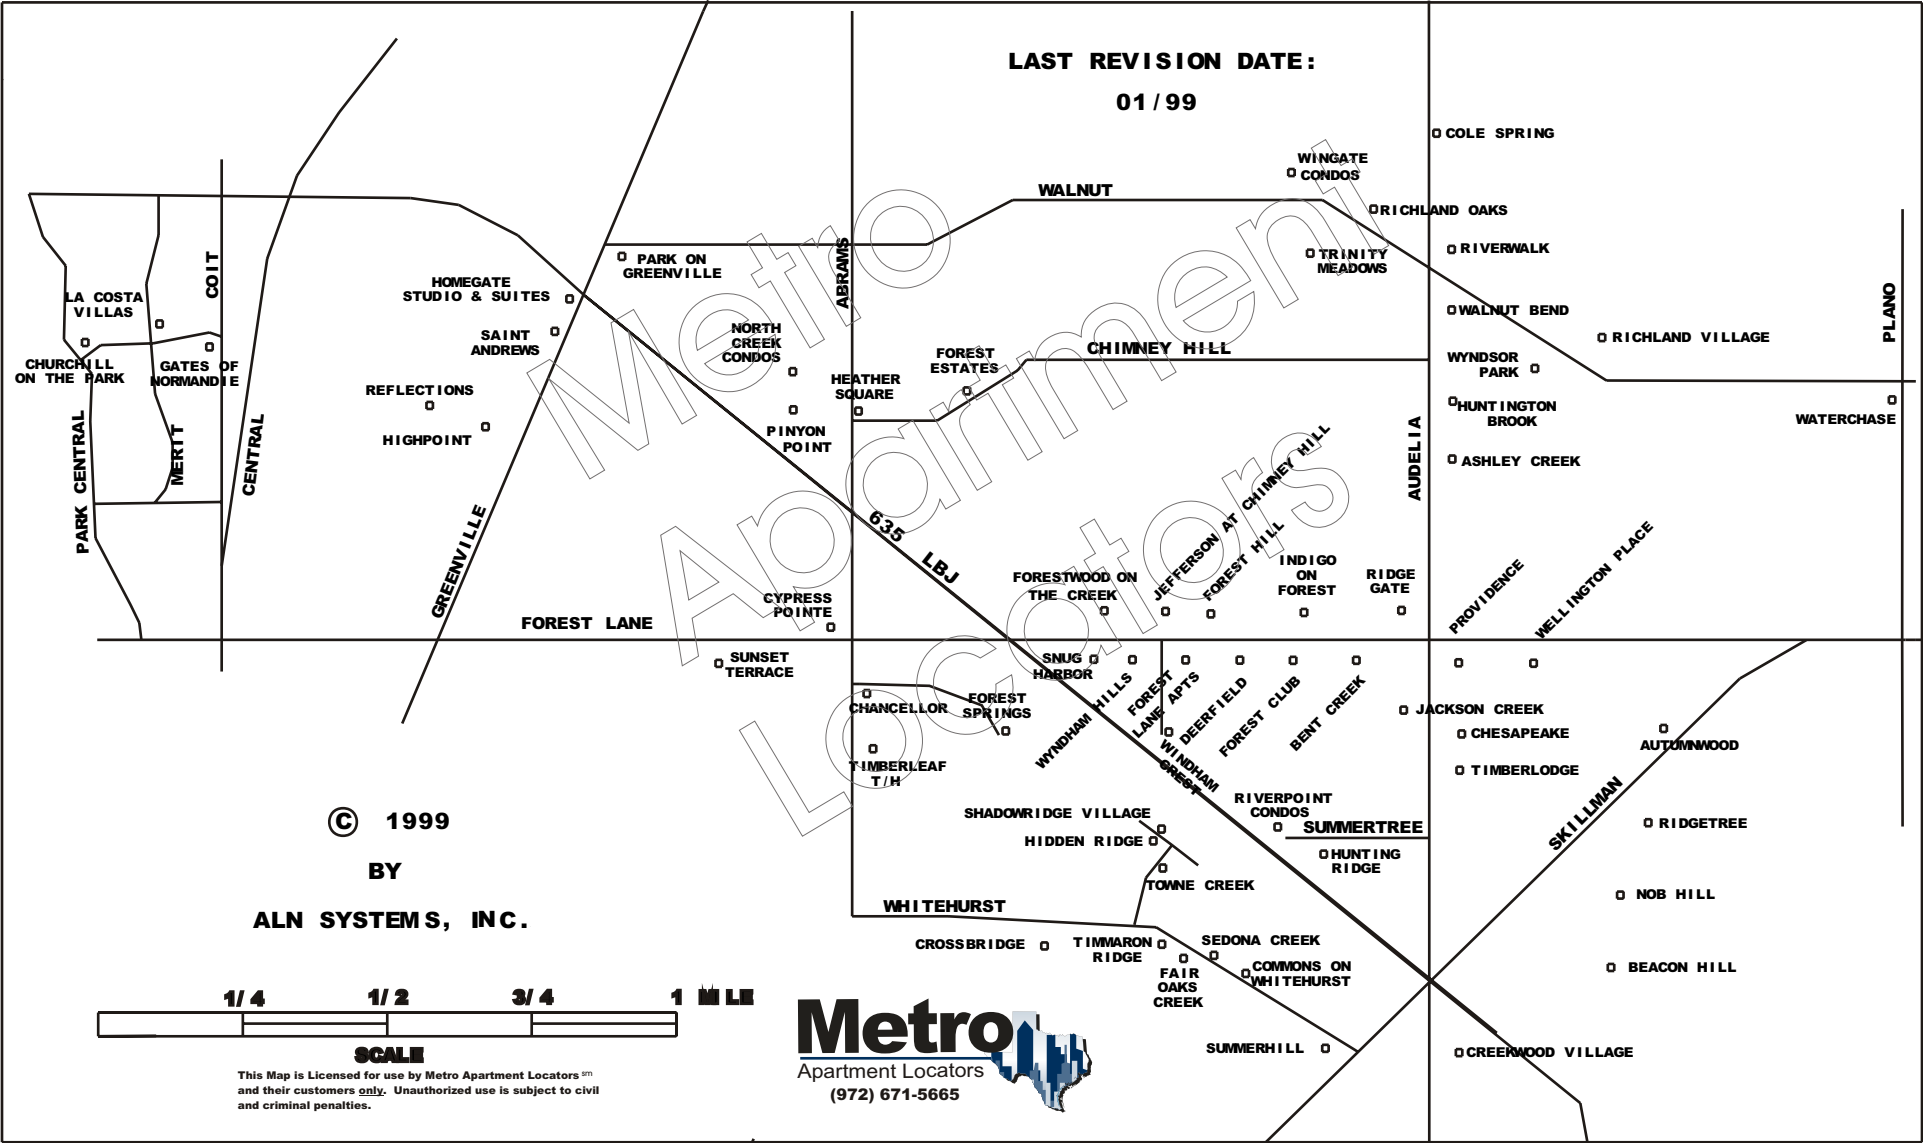 LAST REVISION DATE:
01/99
COLE SPRING
WINGATE
CONDOS
WALNUT
RICHLAND OAKS
RIVERWALK
TRINITY
MEADOWS
PARK ON
GREENVILLE
ABRAMS
COIT
HOMEGATE
STUDIO & SUITES
LA COSTA
VILLAS
SAINT
ANDREWS
NORTH
CREEK
CONDOS
WALNUT BEND
PLANO
RICHLAND VILLAGE
CHIMNEY HILL
FOREST
ESTATES
WYNDSOR
PARK
CHURCHILL
ON THE PARK
GATES OF
NORMANDIE
REFLECTIONS
HEATHER
SQUARE
HUNTINGTON
BROOK
WATERCHASE
HIGHPOINT
PINYON
POINT
PARK CENTRAL
MERIT
CENTRAL
GREENVILLE
AUDELIA
ASHLEY CREEK
635 LBJ
JEFFERSON AT CHIMNEY HILL
FOREST HILL
INDIGO
ON
FOREST
RIDGE
GATE
PROVIDENCE
WELLINGTON PLACE
FORESTWOOD ON
THE CREEK
CYPRESS
POINTE
FOREST LANE
SUNSET
TERRACE
SNUG
HARBOR
WYNDHAM HILLS
FOREST
LANE APTS
DEERFIELD
FOREST CLUB
BENT CREEK
CHANCELLOR
FOREST
SPRINGS
JACKSON CREEK
CHESAPEAKE
AUTUMNWOOD
TIMBERLEAF
T/H
WINDHAM
CREST
TIMBERLODGE
SKILLMAN
RIVERPOINT
CONDOS
SHADOWRIDGE VILLAGE
SUMMERTREE
RIDGETREE
HIDDEN RIDGE
HUNTING
RIDGE
TOWNE CREEK
NOB HILL
WHITEHURST
CROSSBRIDGE
TIMMARON
RIDGE
SEDONA CREEK
COMMONS ON
WHITEHURST
FAIR
OAKS
CREEK
BEACON HILL
SUMMERHILL
CREEKWOOD VILLAGE
Metro
Apartment
Locators
© 1999
BY
ALN SYSTEMS, INC.
1/4 1/2 3/4 1 MILE
SCALE
This Map is Licensed for use by Metro Apartment Locators sm
and their customers only. Unauthorized use is subject to civil
and criminal penalties.
Metro
Apartment Locators
(972) 671-5665